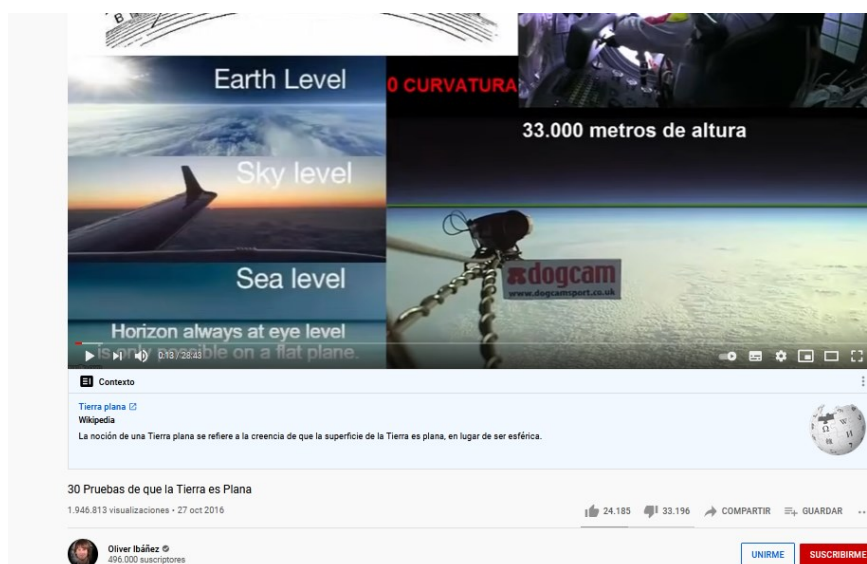 Earth Level
0 CURVATURA
33.000 metros de altura
Sky level
dogcam
www.dogcamsport.co.uk
Sea level
Horizon always at eye level
is only possible on a flat plane.
0:13 / 28:43
Contexto
Tierra plana
Wikipedia
La noción de una Tierra plana se refiere a la creencia de que la superficie de la Tierra es plana, en lugar de ser esférica.
30 Pruebas de que la Tierra es Plana
1.946.813 visualizaciones • 27 oct 2016
24.185 33.196 COMPARTIR GUARDAR
Oliver Ibáñez
496.000 suscriptores
UNIRME SUSCRIBIRME